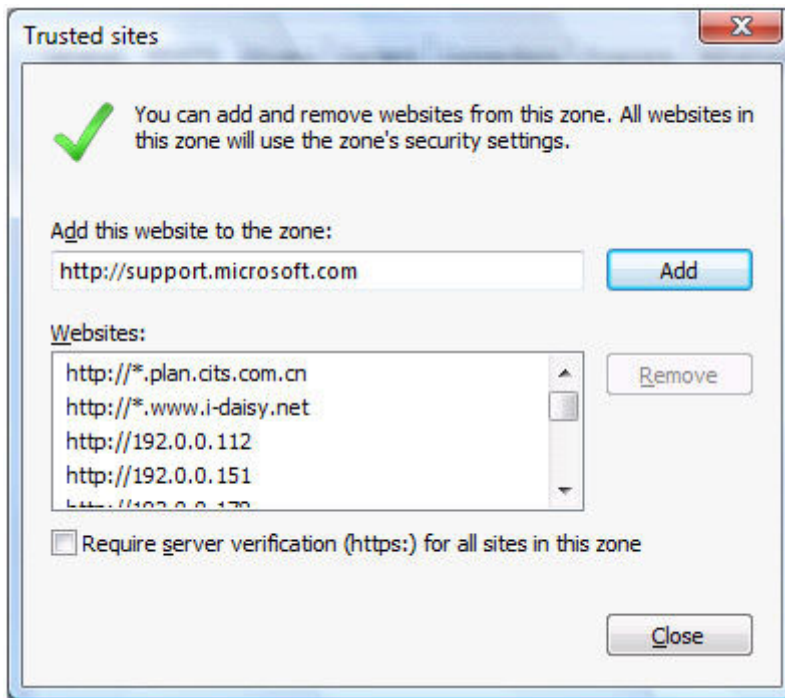 Trusted sites
You can add and remove websites from this zone. All websites in
this zone will use the zone's security settings.
Add this website to the zone:
http://support.microsoft.com
Add
Websites:
http://*.plan.cits.com.cn
http://*.www.i-daisy.net
http://192.0.0.112
http://192.0.0.151
Remove
Require server verification (https:) for all sites in this zone
Close